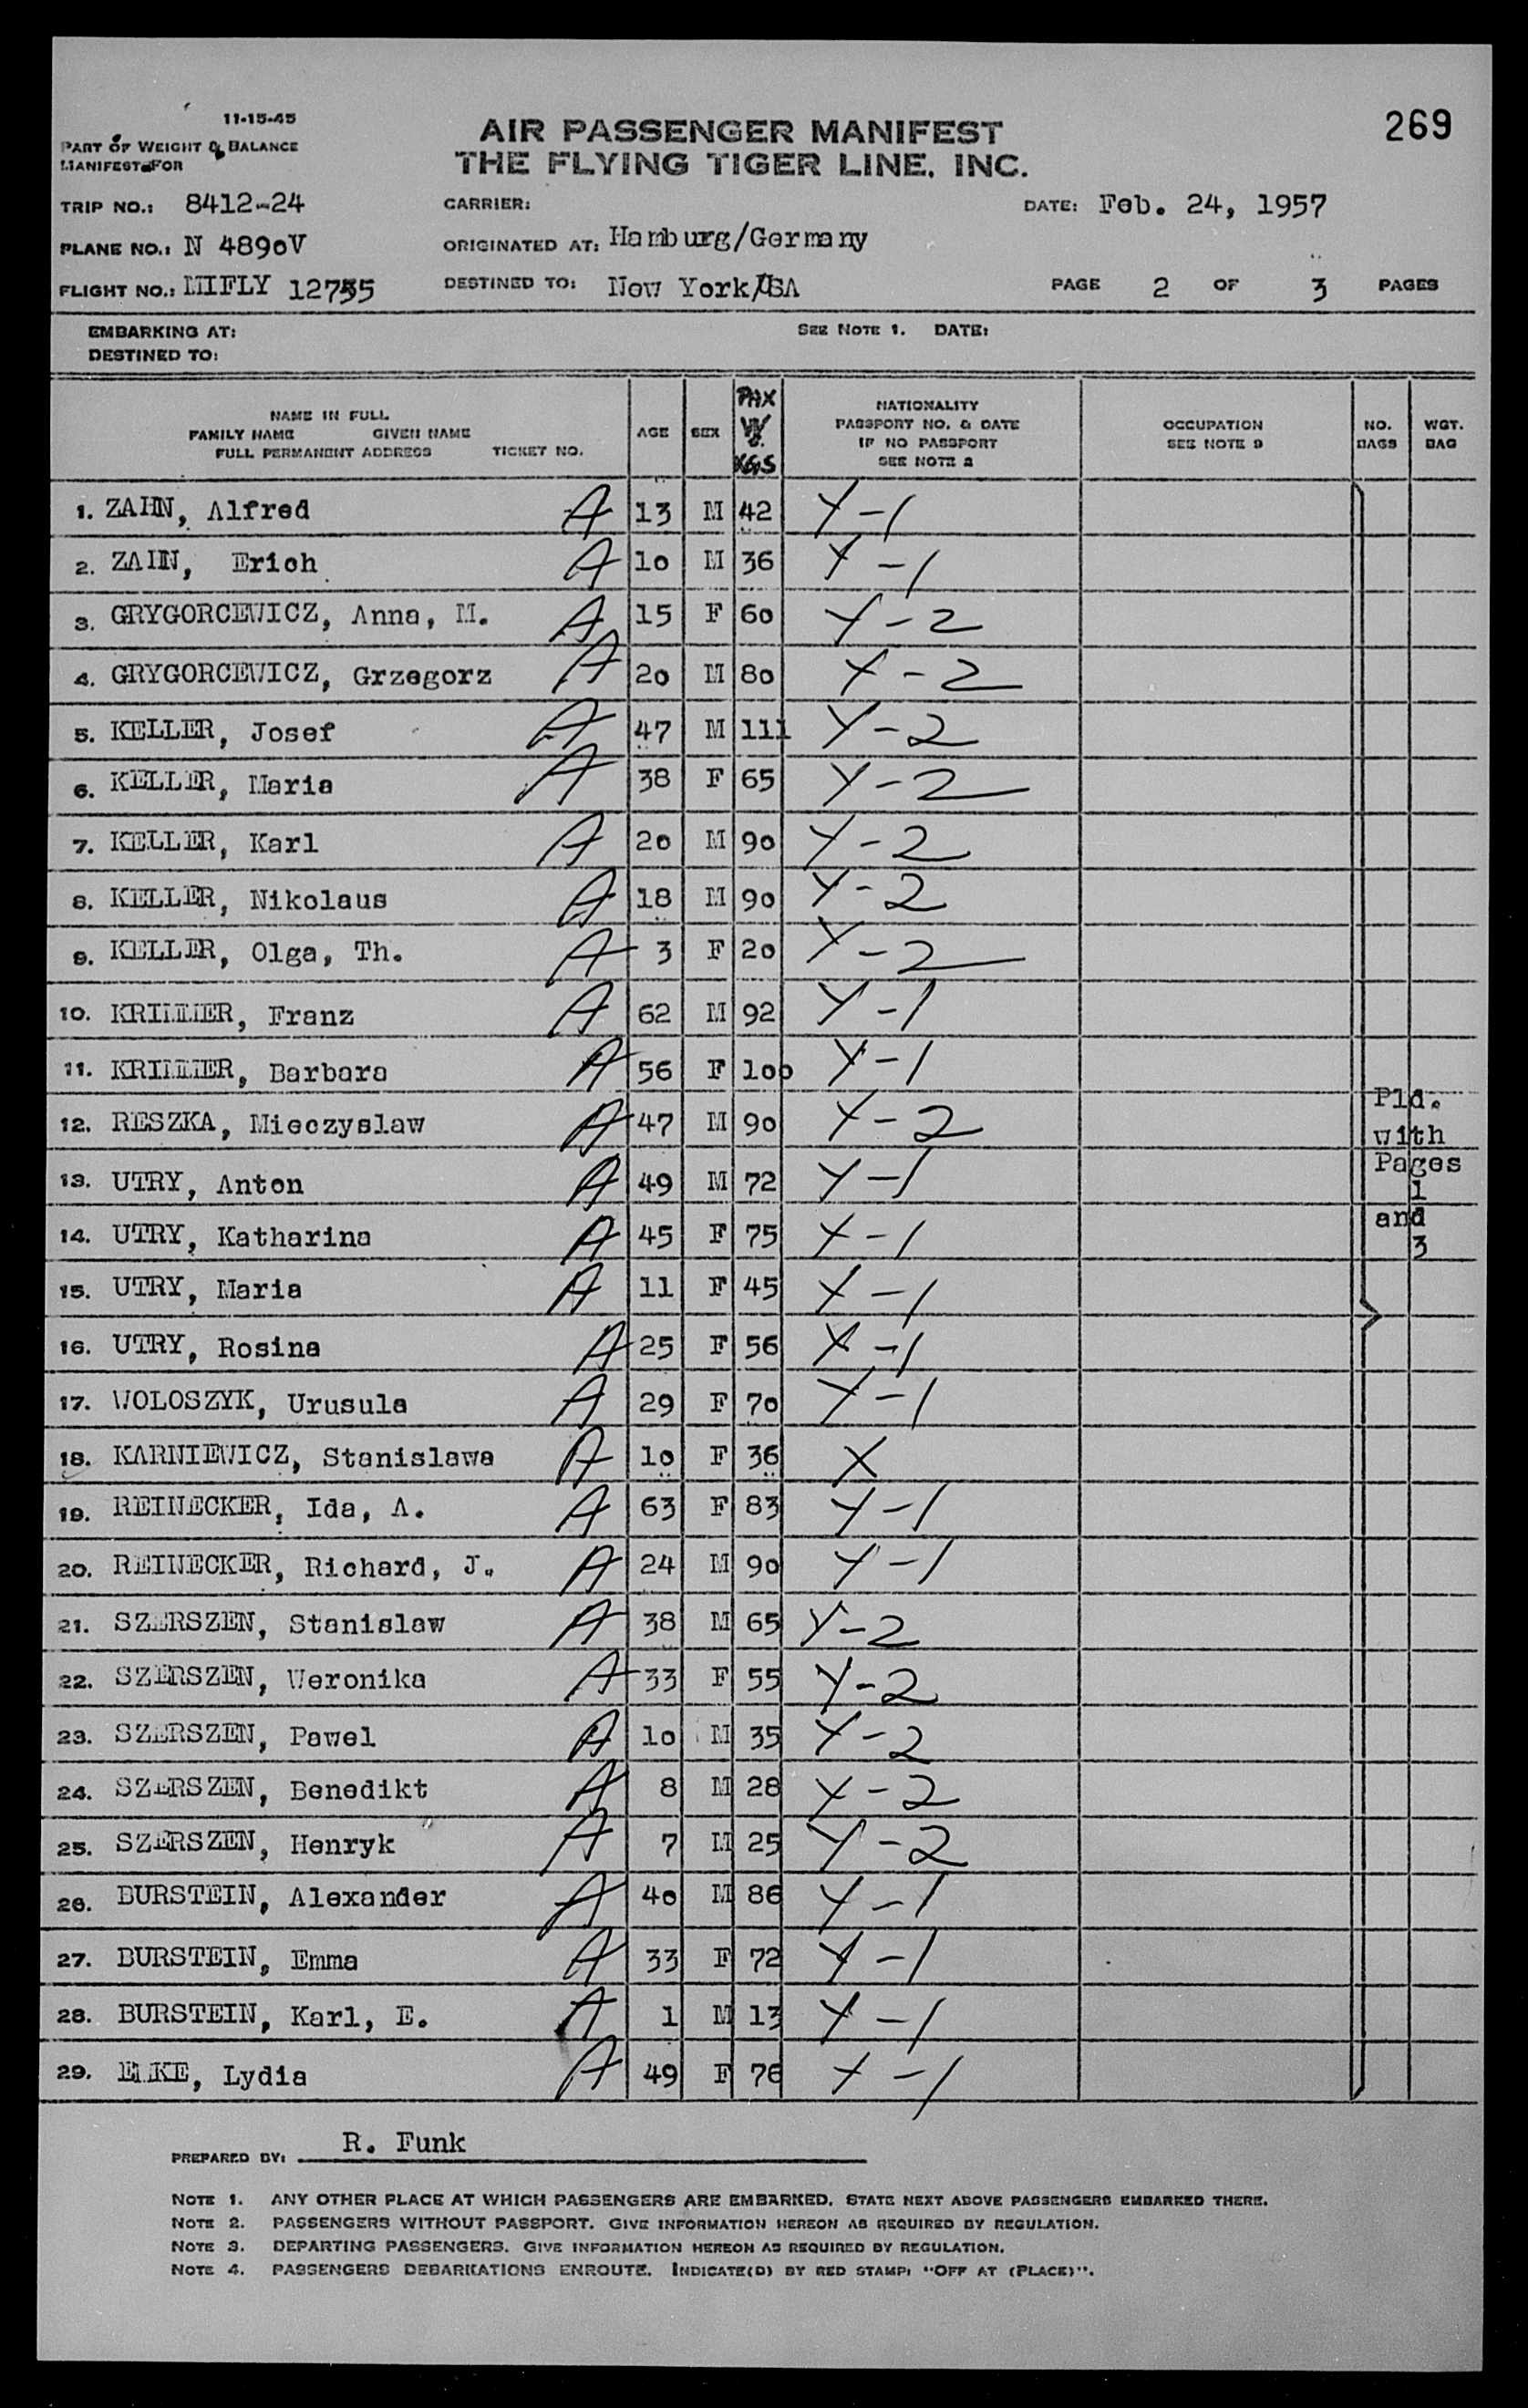 11-15-45
269
PART OF WEIGHT & BALANCE
MANIFEST FOR
AIR PASSENGER MANIFEST
THE FLYING TIGER LINE, INC.
TRIP NO.: 8412-24 CARRIER: DATE: Feb. 24, 1957
PLANE NO.: N 4890V ORIGINATED AT: Hamburg/Germany
FLIGHT NO.: MIFLY 12755 DESTINED TO: New York/USA PAGE 2 OF 3 PAGES
EMBARKING AT: SEE NOTE 1. DATE:
DESTINED TO:
NAME IN FULL
FAMILY NAME GIVEN NAME
FULL PERMANENT ADDRESS TICKET NO.
AGE SEX PAX W. KGS
NATIONALITY
PASSPORT NO. & DATE
IF NO PASSPORT
SEE NOTE 2
OCCUPATION
SEE NOTE 3
NO. BAGS
WGT. BAG
1. ZAHN, Alfred A 13 M 42 Y-1
2. ZAHN, Erich A 10 M 36 Y-1
3. GRYGORCEWICZ, Anna, M. A 15 F 60 Y-2
4. GRYGORCEWICZ, Grzegorz A 20 M 80 Y-2
5. KELLER, Josef A 47 M 111 Y-2
6. KELLER, Maria A 38 F 65 Y-2
7. KELLER, Karl A 20 M 90 Y-2
8. KELLER, Nikolaus A 18 M 90 Y-2
9. KELLER, Olga, Th. A 3 F 20 Y-2
10. KRIMMER, Franz A 62 M 92 Y-1
11. KRIMMER, Barbara A 56 F 100 Y-1
12. RESZKA, Mieczyslaw A 47 M 90 Y-2
13. UTRY, Anton A 49 M 72 Y-1
14. UTRY, Katharina A 45 F 75 Y-1
15. UTRY, Maria A 11 F 45 Y-1
16. UTRY, Rosina A 25 F 56 Y-1
17. WOLOSZYK, Urusula A 29 F 70 Y-1
18. KARNIEWICZ, Stanislawa A 10 F 36 X
19. REINECKER, Ida, A. A 63 F 83 Y-1
20. REINECKER, Richard, J. A 24 M 90 Y-1
21. SZERSZEN, Stanislaw A 38 M 65 Y-2
22. SZERSZEN, Weronika A 33 F 55 Y-2
23. SZERSZEN, Pawel A 10 M 35 Y-2
24. SZERSZEN, Benedikt A 8 M 28 Y-2
25. SZERSZEN, Henryk A 7 M 25 Y-2
26. BURSTEIN, Alexander A 40 M 86 Y-1
27. BURSTEIN, Emma A 33 F 72 Y-1
28. BURSTEIN, Karl, E. A 1 M 13 Y-1
29. ELKE, Lydia A 49 F 76 Y-1
Pld.
with
Pages
1
and
3
PREPARED BY: R. Funk
NOTE 1. ANY OTHER PLACE AT WHICH PASSENGERS ARE EMBARKED. STATE NEXT ABOVE PASSENGERS EMBARKED THERE.
NOTE 2. PASSENGERS WITHOUT PASSPORT. GIVE INFORMATION HEREON AS REQUIRED BY REGULATION.
NOTE 3. DEPARTING PASSENGERS. GIVE INFORMATION HEREON AS REQUIRED BY REGULATION.
NOTE 4. PASSENGERS DEBARKATIONS ENROUTE. INDICATE(D) BY RED STAMP: "OFF AT (PLACE)".